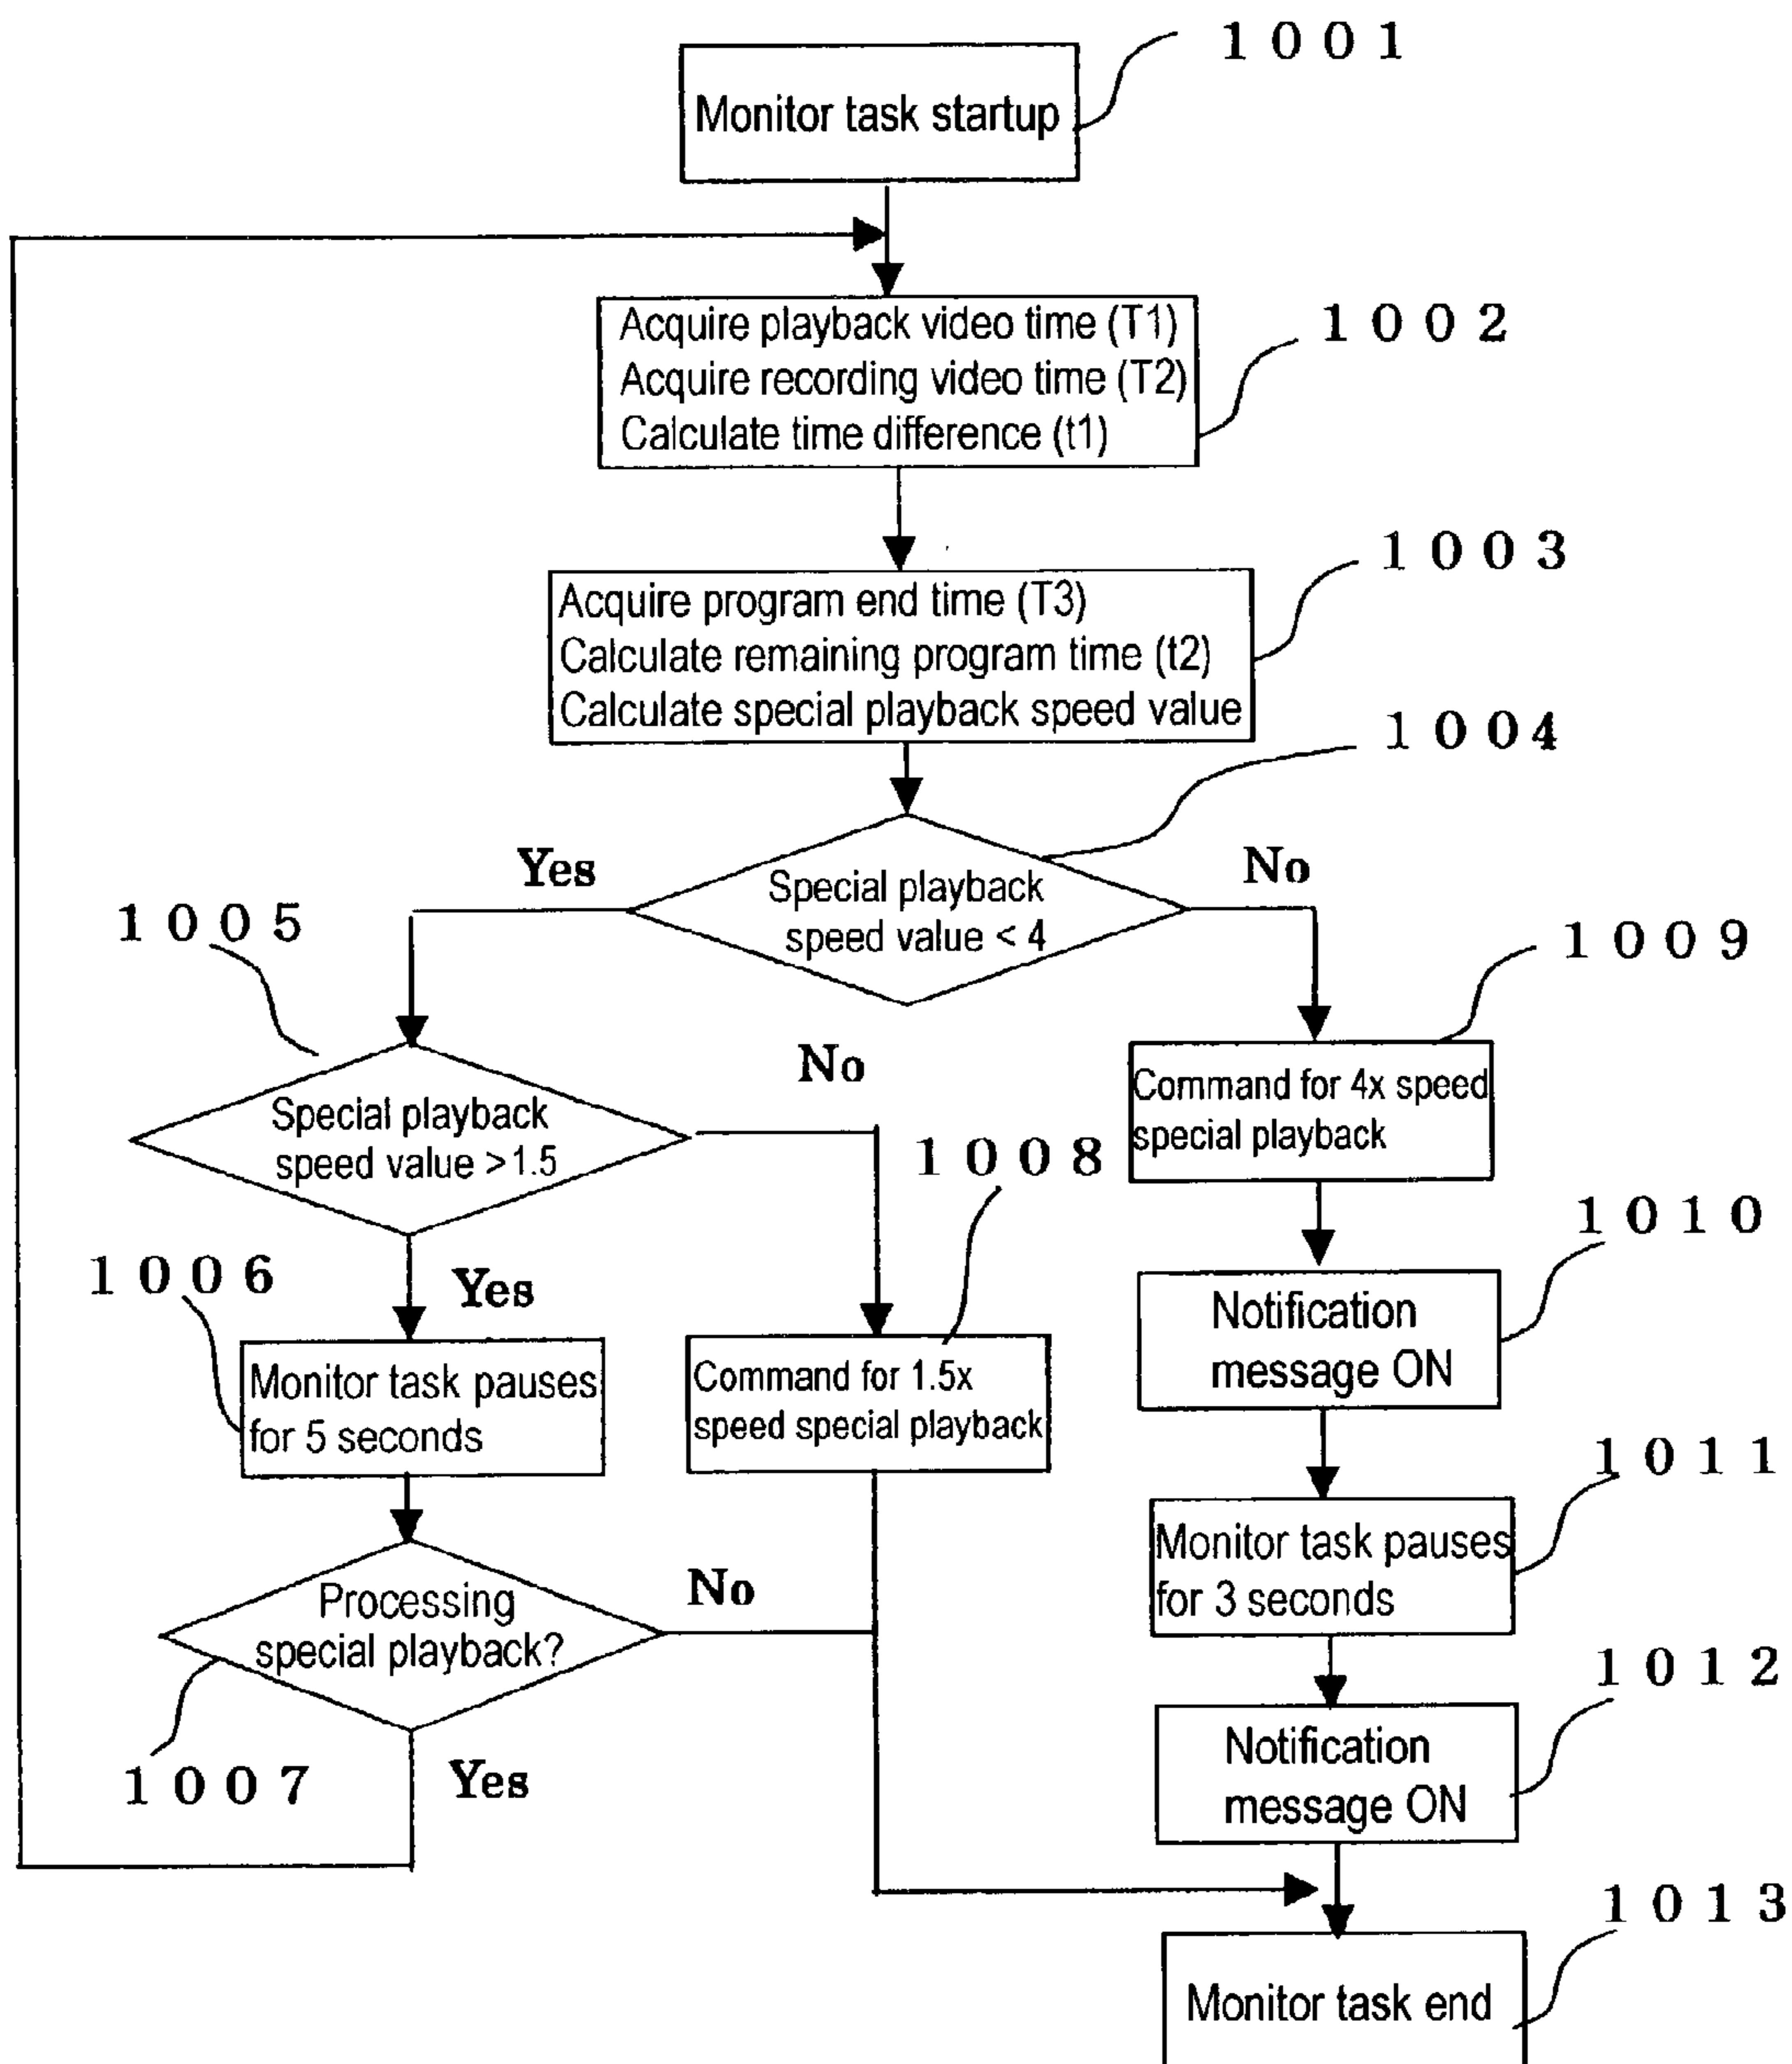 1001
Monitor task startup
Acquire playback video time (T1)
Acquire recording video time (T2)
Calculate time difference (t1)
1002
Acquire program end time (T3)
Calculate remaining program time (t2)
Calculate special playback speed value
1003
1004
Special playback
speed value < 4
Yes
No
1005
Special playback
speed value >1.5
No
Yes
1009
Command for 4x speed
special playback
1008
Command for 1.5x
speed special playback
1006
Monitor task pauses
for 5 seconds
1010
Notification
message ON
1007
Processing
special playback?
No
Yes
1011
Monitor task pauses
for 3 seconds
1012
Notification
message ON
1013
Monitor task end